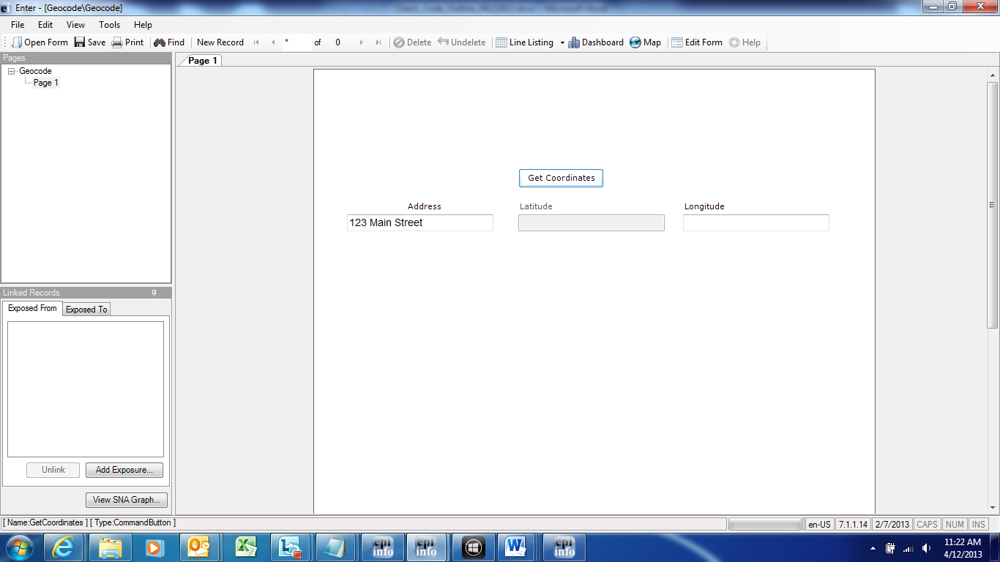 Enter - [Geocode\Geocode]
File Edit View Tools Help
Open Form Save Print Find New Record * of 0 Delete Undelete Line Listing Dashboard Map Edit Form Help
Pages
Page 1
Geocode
Page 1
Get Coordinates
Address Latitude Longitude
123 Main Street
Linked Records
Exposed From Exposed To
Unlink Add Exposure...
View SNA Graph...
[ Name:GetCoordinates ] [ Type:CommandButton ] en-US 7.1.1.14 2/7/2013 CAPS NUM INS
epi info epi info epi info
11:22 AM
4/12/2013